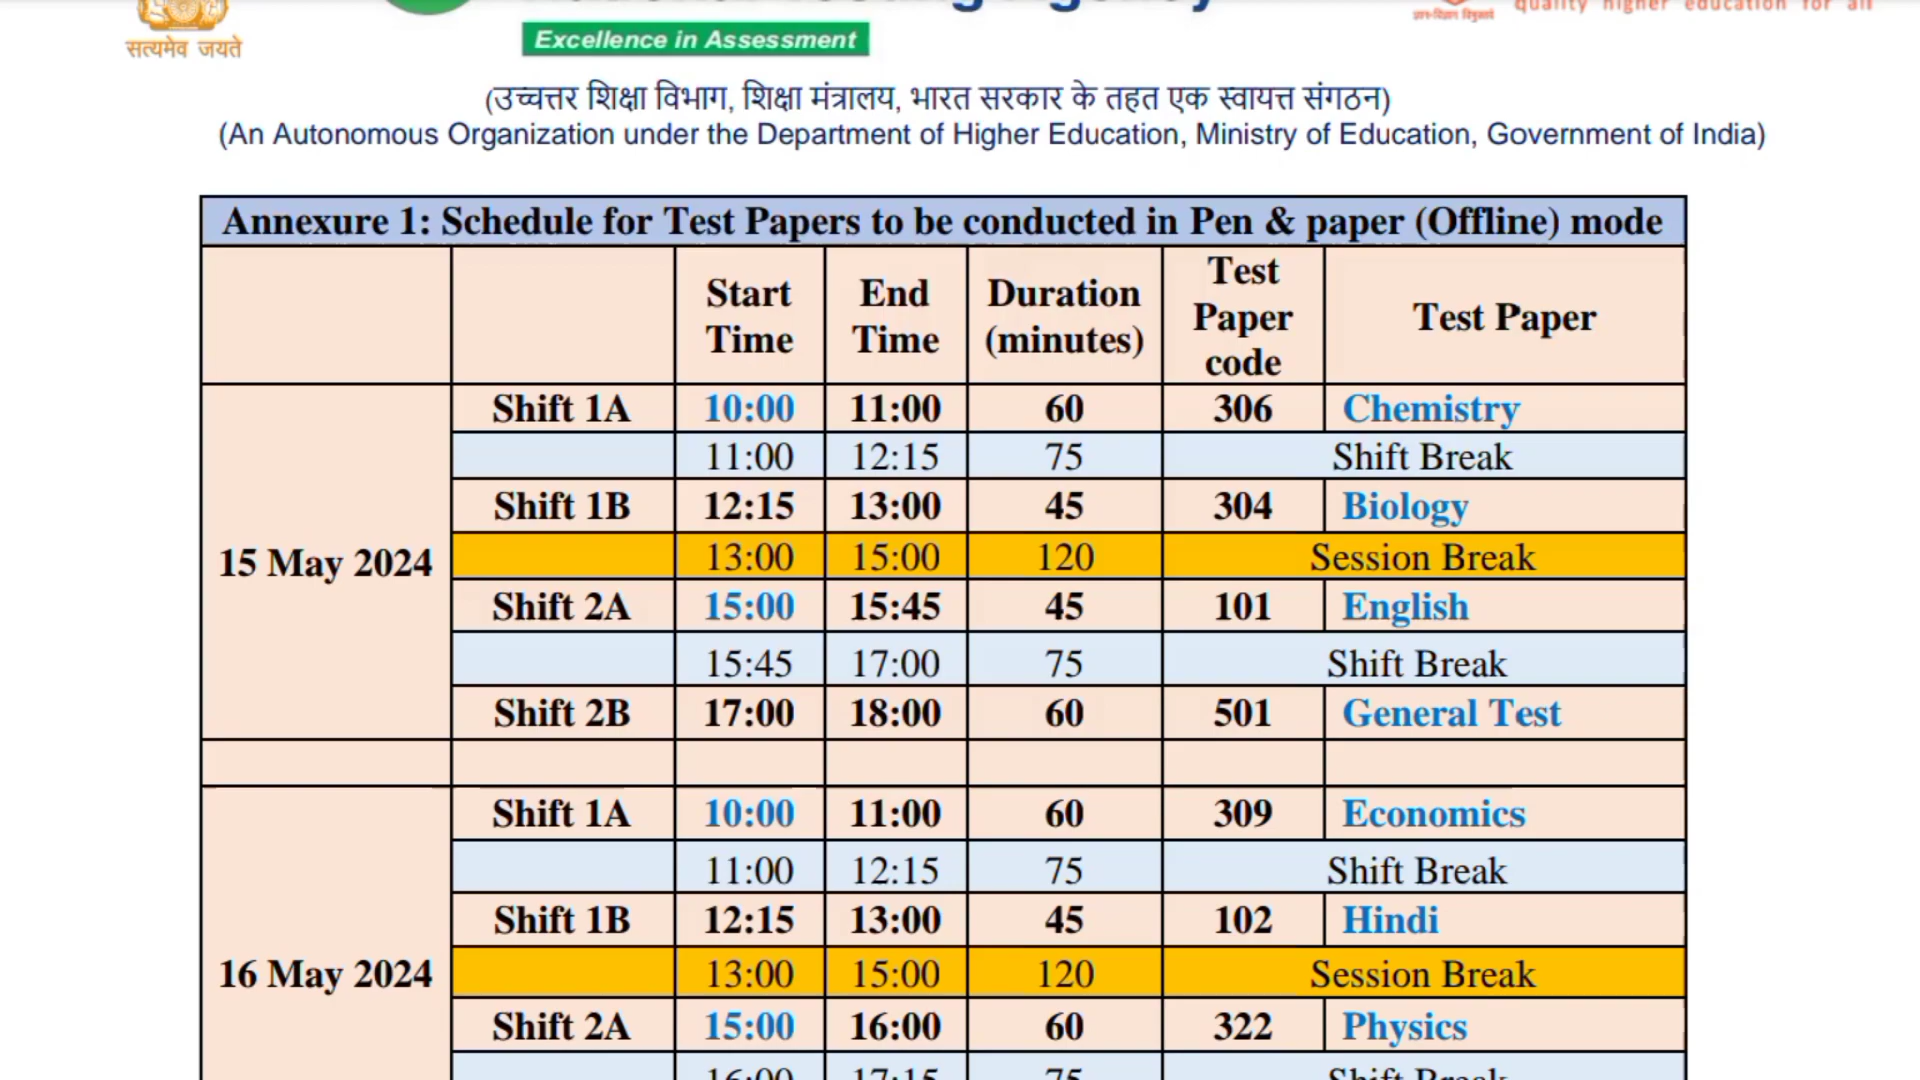 सत्यमेव जयते
Excellence in Assessment
quality higher education for all
(उच्चत्तर शिक्षा विभाग, शिक्षा मंत्रालय, भारत सरकार के तहत एक स्वायत्त संगठन)
(An Autonomous Organization under the Department of Higher Education, Ministry of Education, Government of India)
Annexure 1: Schedule for Test Papers to be conducted in Pen & paper (Offline) mode
Start Time End Time Duration (minutes) Test Paper code Test Paper
15 May 2024
Shift 1A 10:00 11:00 60 306 Chemistry
11:00 12:15 75 Shift Break
Shift 1B 12:15 13:00 45 304 Biology
13:00 15:00 120 Session Break
Shift 2A 15:00 15:45 45 101 English
15:45 17:00 75 Shift Break
Shift 2B 17:00 18:00 60 501 General Test
16 May 2024
Shift 1A 10:00 11:00 60 309 Economics
11:00 12:15 75 Shift Break
Shift 1B 12:15 13:00 45 102 Hindi
13:00 15:00 120 Session Break
Shift 2A 15:00 16:00 60 322 Physics
16:00 17:15 75 Shift Break